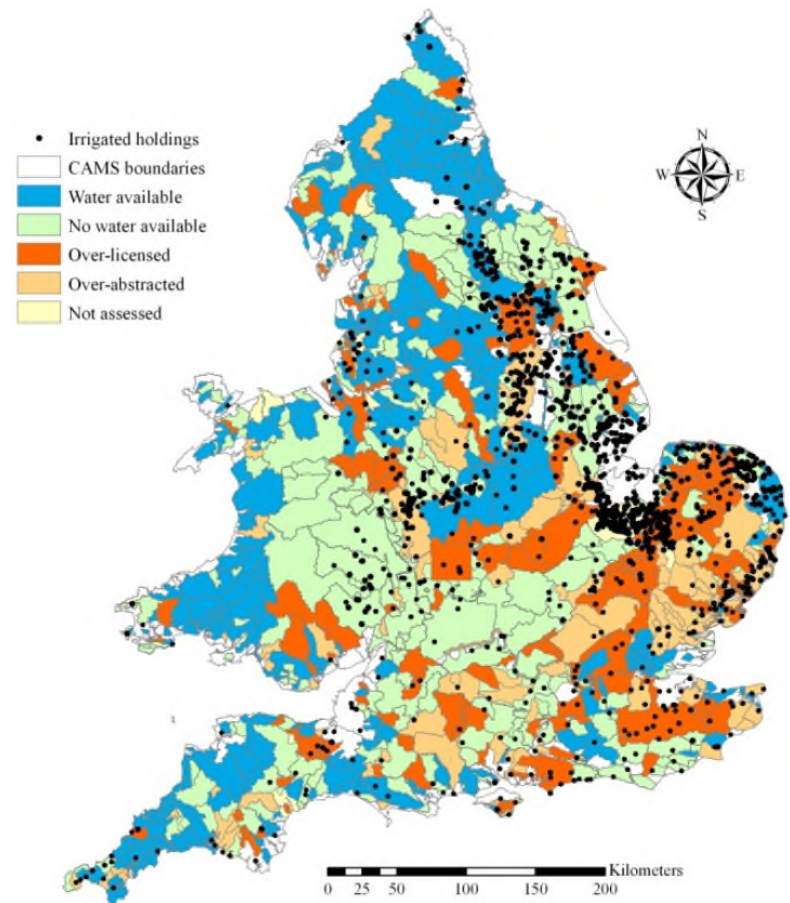 Irrigated holdings
CAMS boundaries
Water available
No water available
Over-licensed
Over-abstracted
Not assessed
N
W E
S
Kilometers
0 25 50 100 150 200